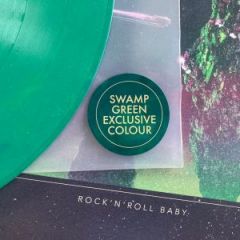 SWAMP
GREEN
EXCLUSIVE
COLOUR
ROCK'N'ROLL BABY